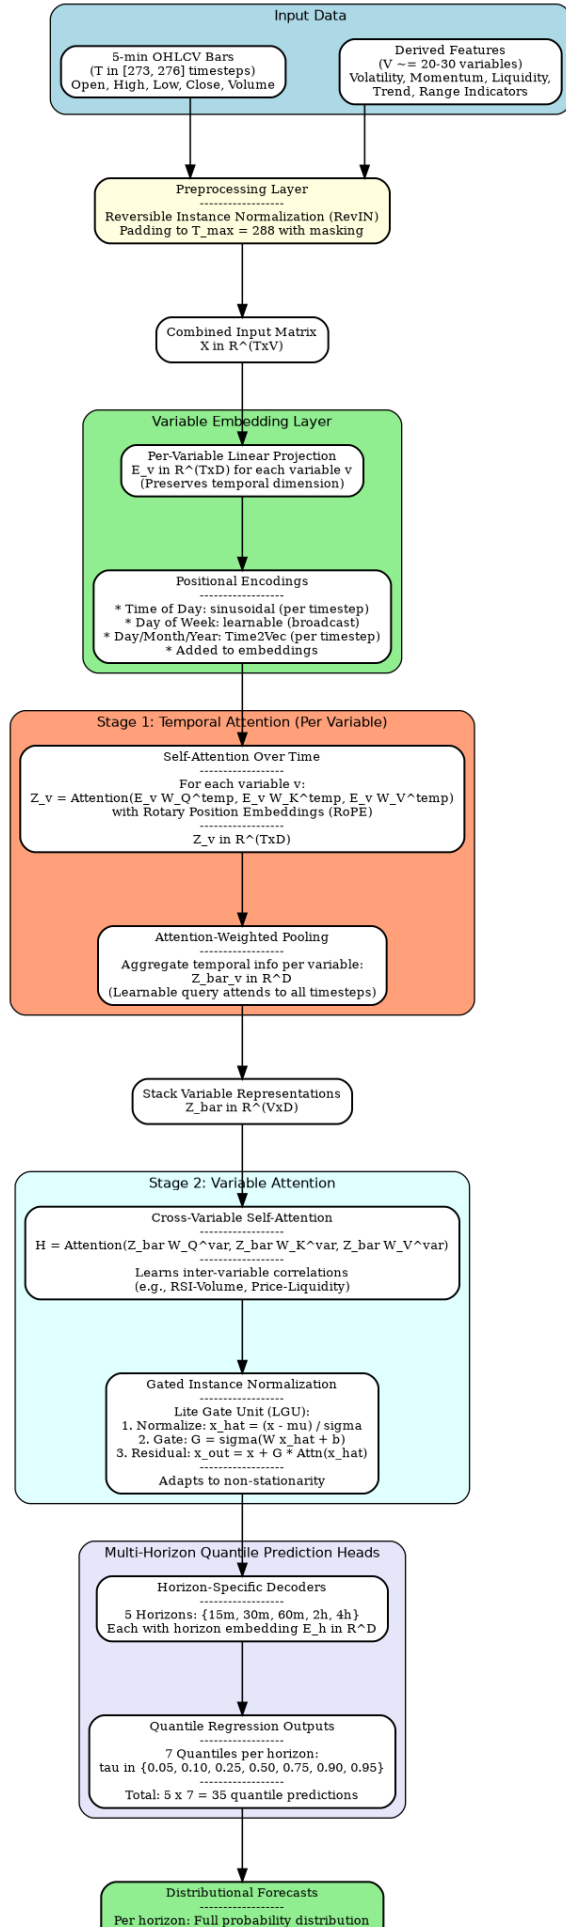 Input Data
5-min OHLCV Bars
(T in [273, 276] timesteps)
Open, High, Low, Close, Volume
Derived Features
(V ~= 20-30 variables)
Volatility, Momentum, Liquidity,
Trend, Range Indicators
Preprocessing Layer
------------------
Reversible Instance Normalization (RevIN)
Padding to T_max = 288 with masking
Combined Input Matrix
X in R^(TxV)
Variable Embedding Layer
Per-Variable Linear Projection
E_v in R^(TxD) for each variable v
(Preserves temporal dimension)
Positional Encodings
------------------
* Time of Day: sinusoidal (per timestep)
* Day of Week: learnable (broadcast)
* Day/Month/Year: Time2Vec (per timestep)
* Added to embeddings
Stage 1: Temporal Attention (Per Variable)
Self-Attention Over Time
------------------
For each variable v:
Z_v = Attention(E_v W_Q^temp, E_v W_K^temp, E_v W_V^temp)
with Rotary Position Embeddings (RoPE)
------------------
Z_v in R^(TxD)
Attention-Weighted Pooling
------------------
Aggregate temporal info per variable:
Z_bar_v in R^D
(Learnable query attends to all timesteps)
Stack Variable Representations
Z_bar in R^(VxD)
Stage 2: Variable Attention
Cross-Variable Self-Attention
------------------
H = Attention(Z_bar W_Q^var, Z_bar W_K^var, Z_bar W_V^var)
------------------
Learns inter-variable correlations
(e.g., RSI-Volume, Price-Liquidity)
Gated Instance Normalization
------------------
Lite Gate Unit (LGU):
1. Normalize: x_hat = (x - mu) / sigma
2. Gate: G = sigma(W x_hat + b)
3. Residual: x_out = x + G * Attn(x_hat)
------------------
Adapts to non-stationarity
Multi-Horizon Quantile Prediction Heads
Horizon-Specific Decoders
------------------
5 Horizons: {15m, 30m, 60m, 2h, 4h}
Each with horizon embedding E_h in R^D
Quantile Regression Outputs
------------------
7 Quantiles per horizon:
tau in {0.05, 0.10, 0.25, 0.50, 0.75, 0.90, 0.95}
------------------
Total: 5 x 7 = 35 quantile predictions
Distributional Forecasts
------------------
Per horizon: Full probability distribution